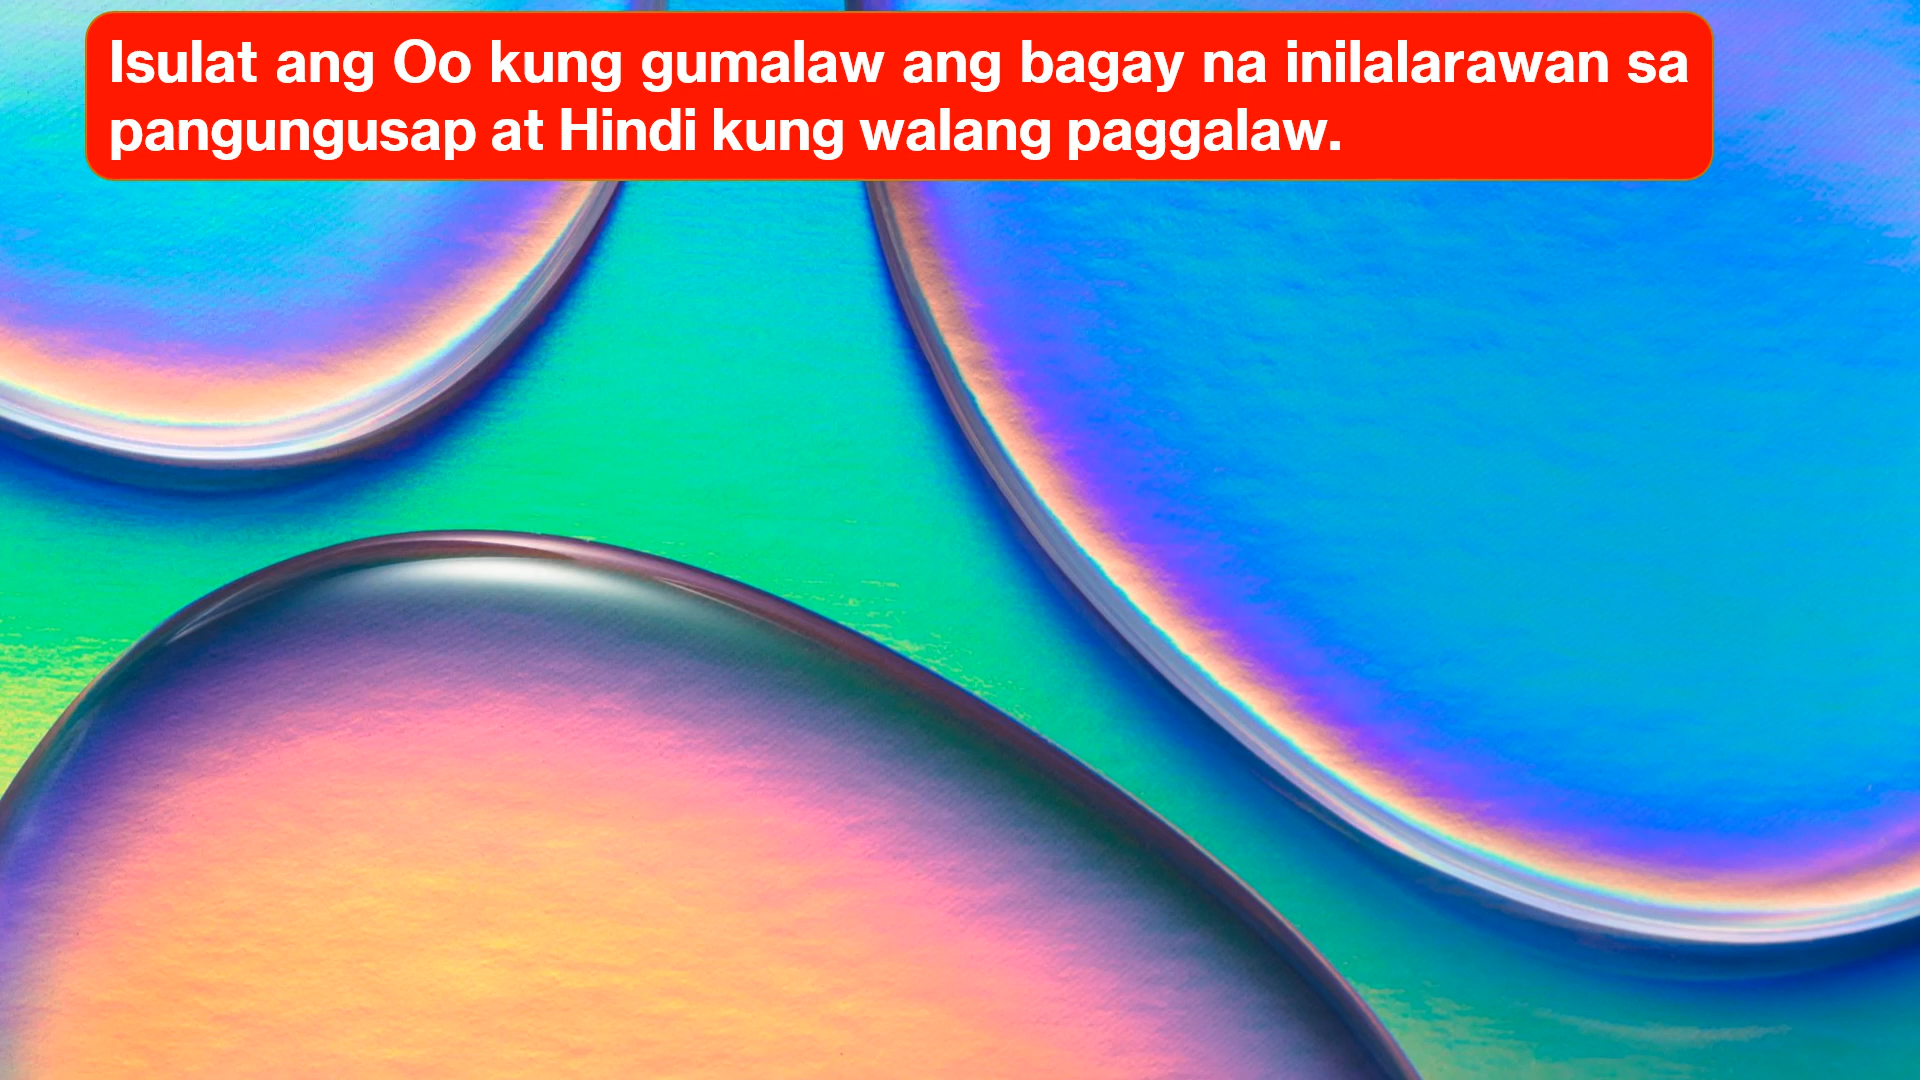 Isulat ang Oo kung gumalaw ang bagay na inilalarawan sa
pangungusap at Hindi kung walang paggalaw.